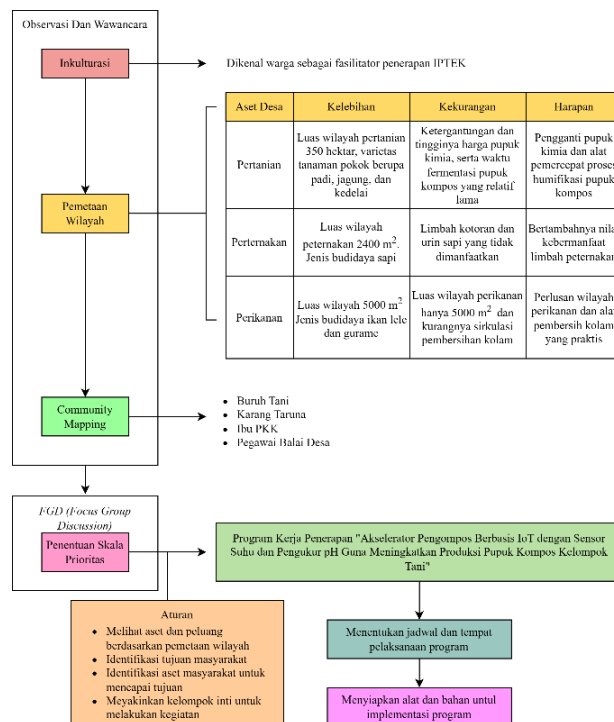 Observasi Dan Wawancara
Inkulturasi
Dikenal warga sebagai fasilitator penerapan IPTEK
Pemetaan
Wilayah
Aset Desa
Kelebihan
Kekurangan
Harapan
Pertanian
Luas wilayah pertanian
350 hektar, varietas
tanaman pokok berupa
padi, jagung, dan
kedelai
Ketergantungan dan
tingginya harga pupuk
kimia, serta waktu
fermentasi pupuk
kompos yang relatif
lama
Pengganti pupuk
kimia dan alat
pemercepat proses
humifikasi pupuk
kompos
Perternakan
Luas wilayah
peternakan 2400 m².
Jenis budidaya sapi
Limbah kotoran dan
urin sapi yang tidak
dimanfaatkan
Bertambahnya nilai
kebermanfaat
limbah peternakan
Perikanan
Luas wilayah 5000 m²
Jenis budidaya ikan lele
dan gurame
Luas wilayah perikanan
hanya 5000 m² dan
kurangnya sirkulasi
pembersihan kolam
Perlusan wilayah
perikanan dan alat
pembersih kolam
yang praktis
Community
Mapping
• Buruh Tani
• Karang Taruna
• Ibu PKK
• Pegawai Balai Desa
FGD (Focus Group
Discussion)
Penentuan Skala
Prioritas
Program Kerja Penerapan "Akselerator Pengompos Berbasis IoT dengan Sensor
Suhu dan Pengukur pH Guna Meningkatkan Produksi Pupuk Kompos Kelompok
Tani"
Aturan
• Melihat aset dan peluang
berdasarkan pemetaan wilayah
• Identifikasi tujuan masyarakat
• Identifikasi aset masyarakat untuk
mencapai tujuan
• Meyakinkan kelompok inti untuk
melakukan kegiatan
Menentukan jadwal dan tempat
pelaksanaan program
Menyiapkan alat dan bahan untuk
implementasi program